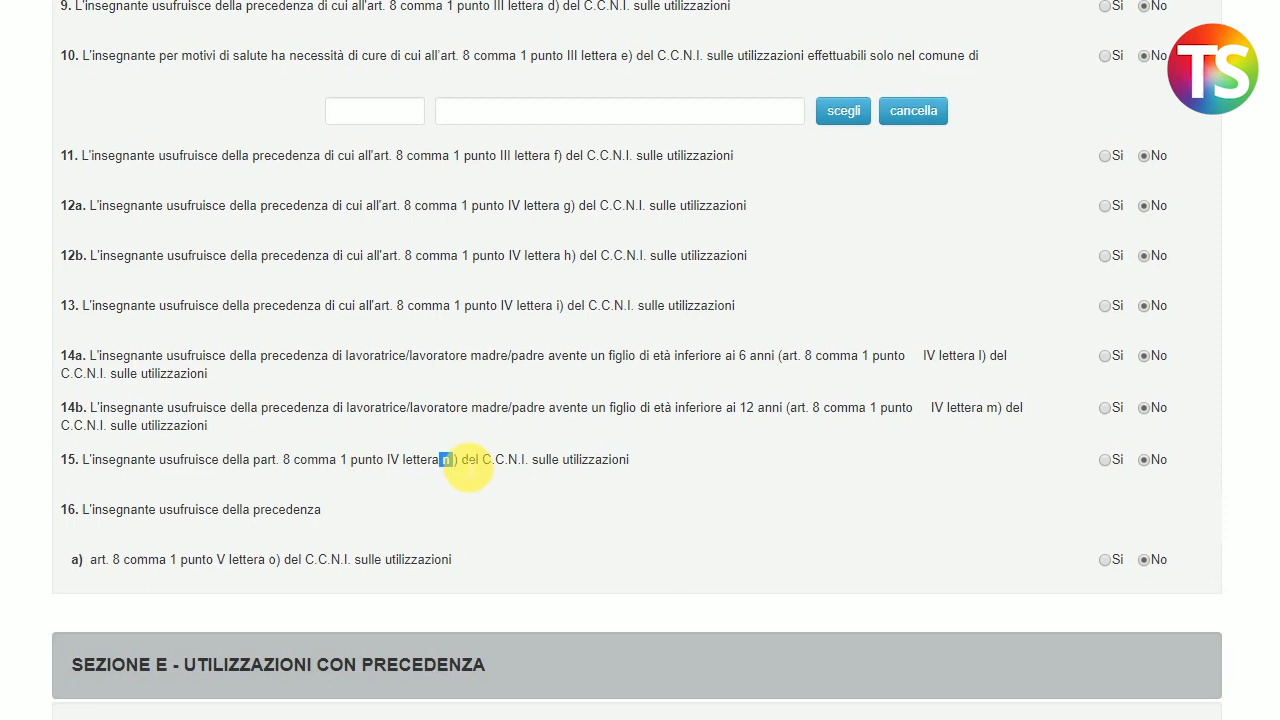 9. L'insegnante usufruisce della precedenza di cui all'art. 8 comma 1 punto III lettera d) del C.C.N.I. sulle utilizzazioni Si No
10. L'insegnante per motivi di salute ha necessità di cure di cui all'art. 8 comma 1 punto III lettera e) del C.C.N.I. sulle utilizzazioni effettuabili solo nel comune di Si No
TS
scegli cancella
11. L'insegnante usufruisce della precedenza di cui all'art. 8 comma 1 punto III lettera f) del C.C.N.I. sulle utilizzazioni Si No
12a. L'insegnante usufruisce della precedenza di cui all'art. 8 comma 1 punto IV lettera g) del C.C.N.I. sulle utilizzazioni Si No
12b. L'insegnante usufruisce della precedenza di cui all'art. 8 comma 1 punto IV lettera h) del C.C.N.I. sulle utilizzazioni Si No
13. L'insegnante usufruisce della precedenza di cui all'art. 8 comma 1 punto IV lettera i) del C.C.N.I. sulle utilizzazioni Si No
14a. L'insegnante usufruisce della precedenza di lavoratrice/lavoratore madre/padre avente un figlio di età inferiore ai 6 anni (art. 8 comma 1 punto IV lettera l) del Si No
C.C.N.I. sulle utilizzazioni
14b. L'insegnante usufruisce della precedenza di lavoratrice/lavoratore madre/padre avente un figlio di età inferiore ai 12 anni (art. 8 comma 1 punto IV lettera m) del Si No
C.C.N.I. sulle utilizzazioni
15. L'insegnante usufruisce della part. 8 comma 1 punto IV lettera n) del C.C.N.I. sulle utilizzazioni Si No
16. L'insegnante usufruisce della precedenza
a) art. 8 comma 1 punto V lettera o) del C.C.N.I. sulle utilizzazioni Si No
SEZIONE E - UTILIZZAZIONI CON PRECEDENZA